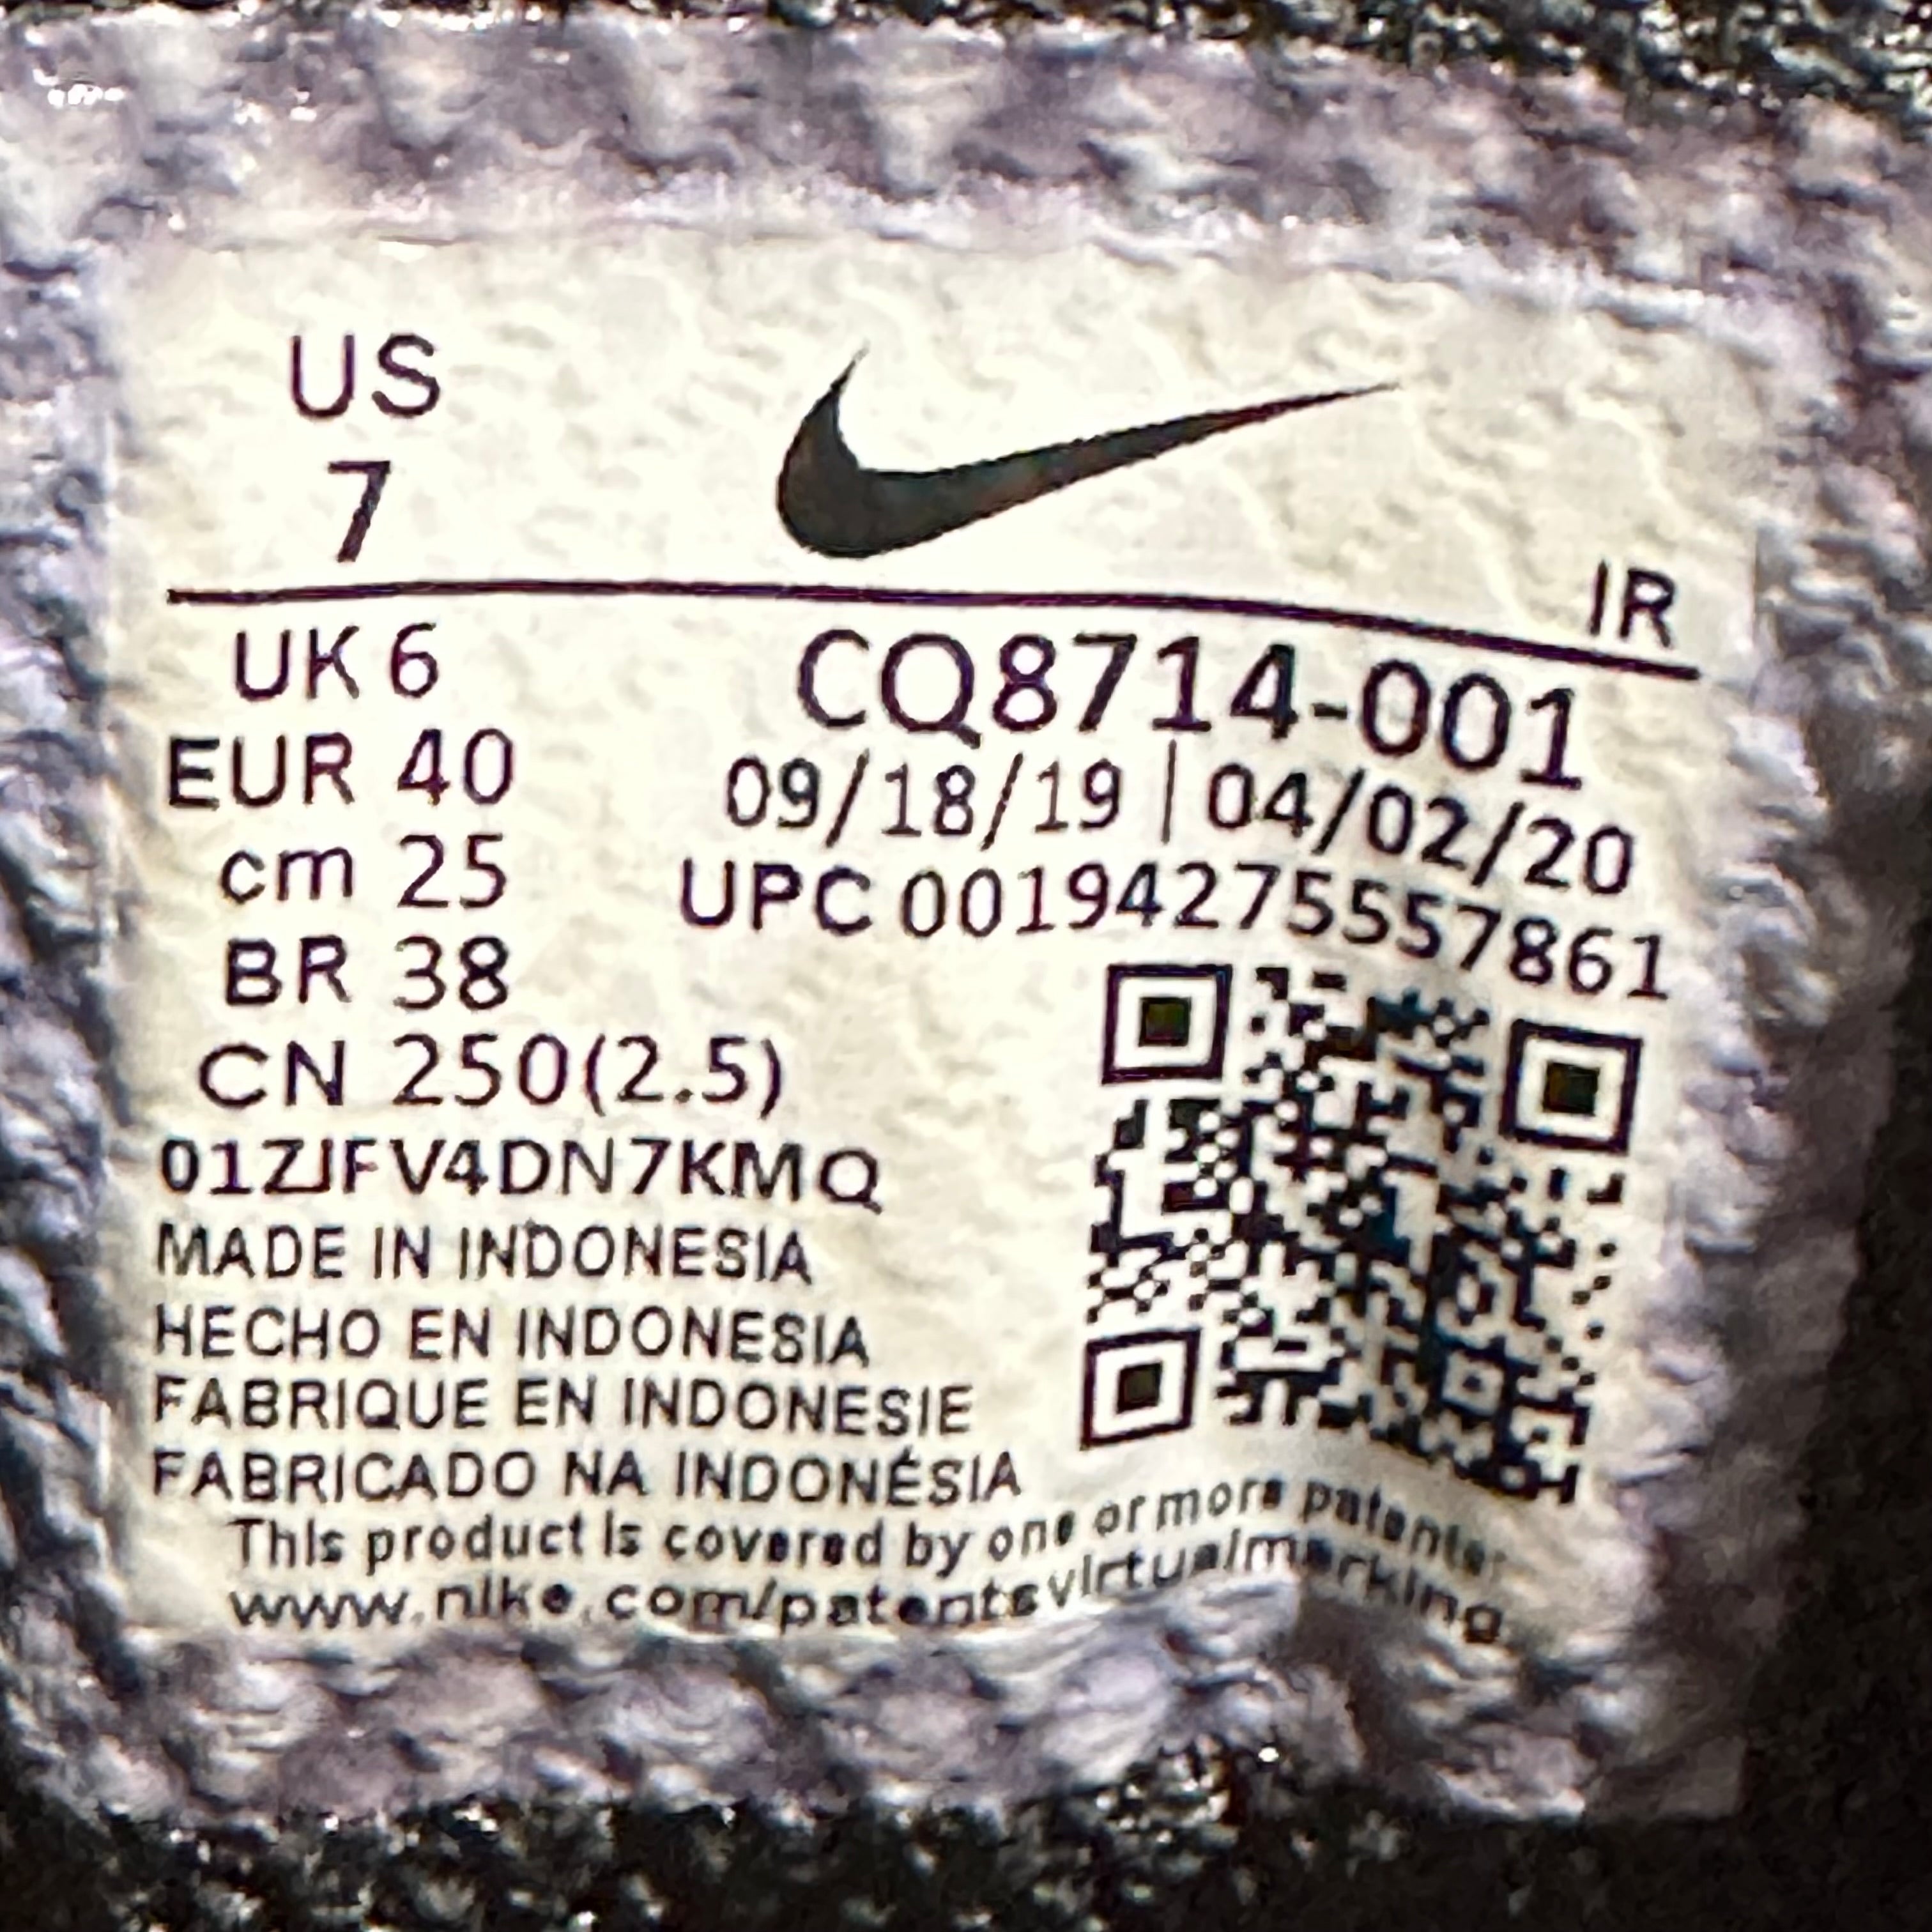 US
7
IR
UK 6
EUR 40
cm 25
BR 38
CN 250(2.5)
CQ8714-001
09/18/19 | 04/02/20
UPC 00194275557861
01ZJFV4DN7KMQ
MADE IN INDONESIA
HECHO EN INDONESIA
FABRIQUE EN INDONESIE
FABRICADO NA INDONÉSIA
This product is covered by one or more patents:
www.nike.com/patentsvirtualmarking